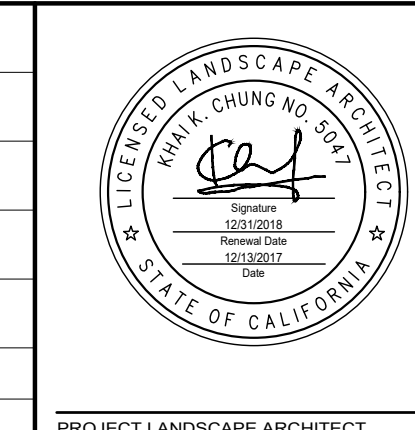 LICENSED LANDSCAPE ARCHITECT
KHAI K. CHUNG NO. 5047
Signature
12/31/2018
Renewal Date
12/13/2017
Date
STATE OF CALIFORNIA
PROJECT LANDSCAPE ARCHITECT